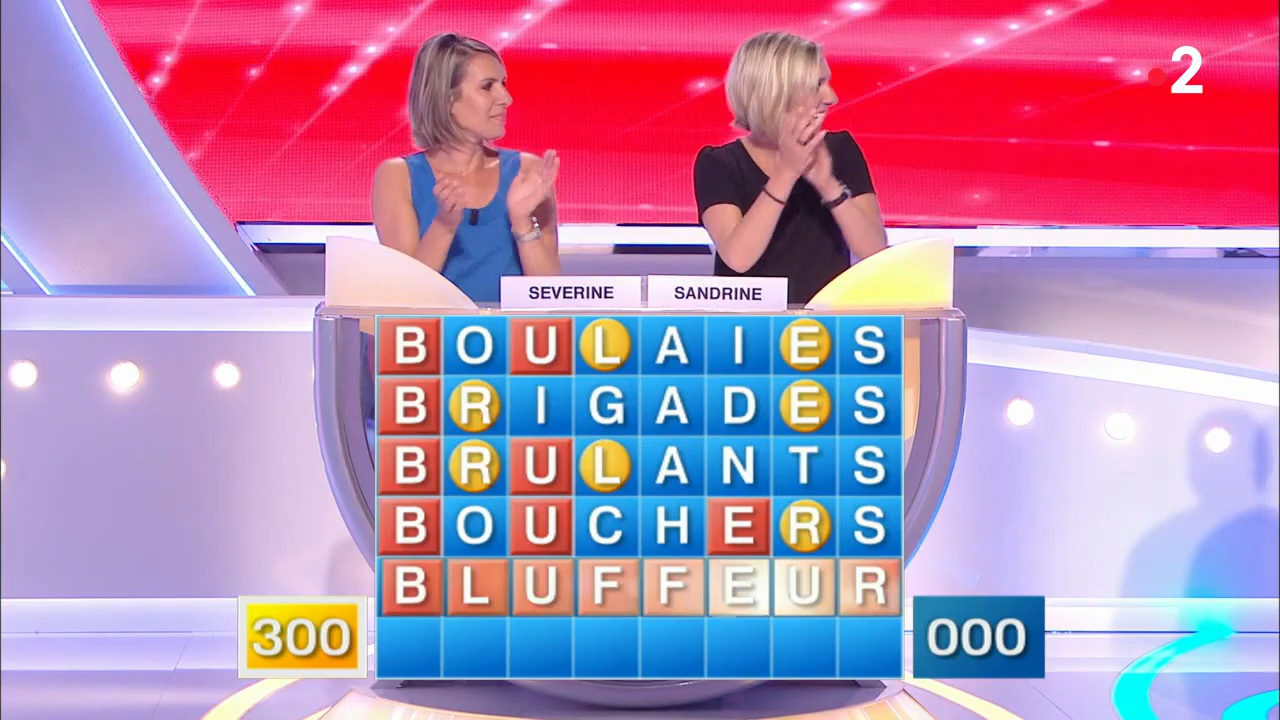 2
SEVERINE SANDRINE
BOULAIES
BRIGADES
BRULANTS
BOUCHERS
BLUFFEUR
300 000